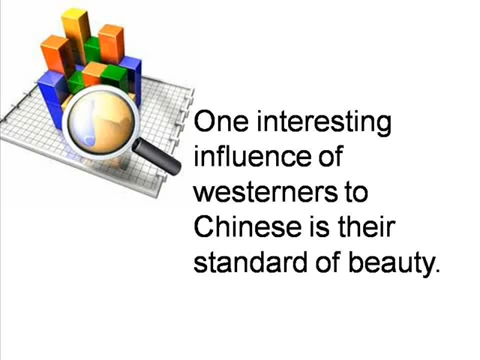 One interesting
influence of
westerners to
Chinese is their
standard of beauty.